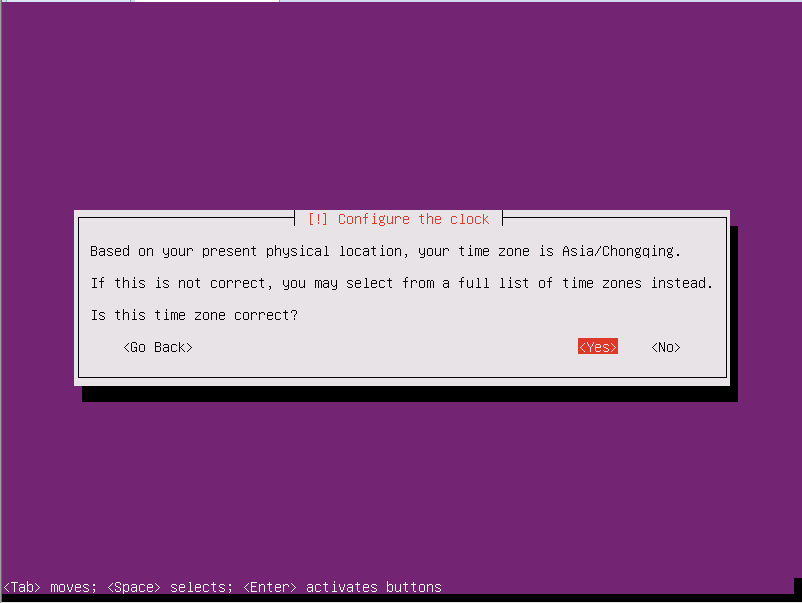 [!] Configure the clock
Based on your present physical location, your time zone is Asia/Chongqing.
If this is not correct, you may select from a full list of time zones instead.
Is this time zone correct?
<Go Back> <Yes> <No>
<Tab> moves; <Space> selects; <Enter> activates buttons